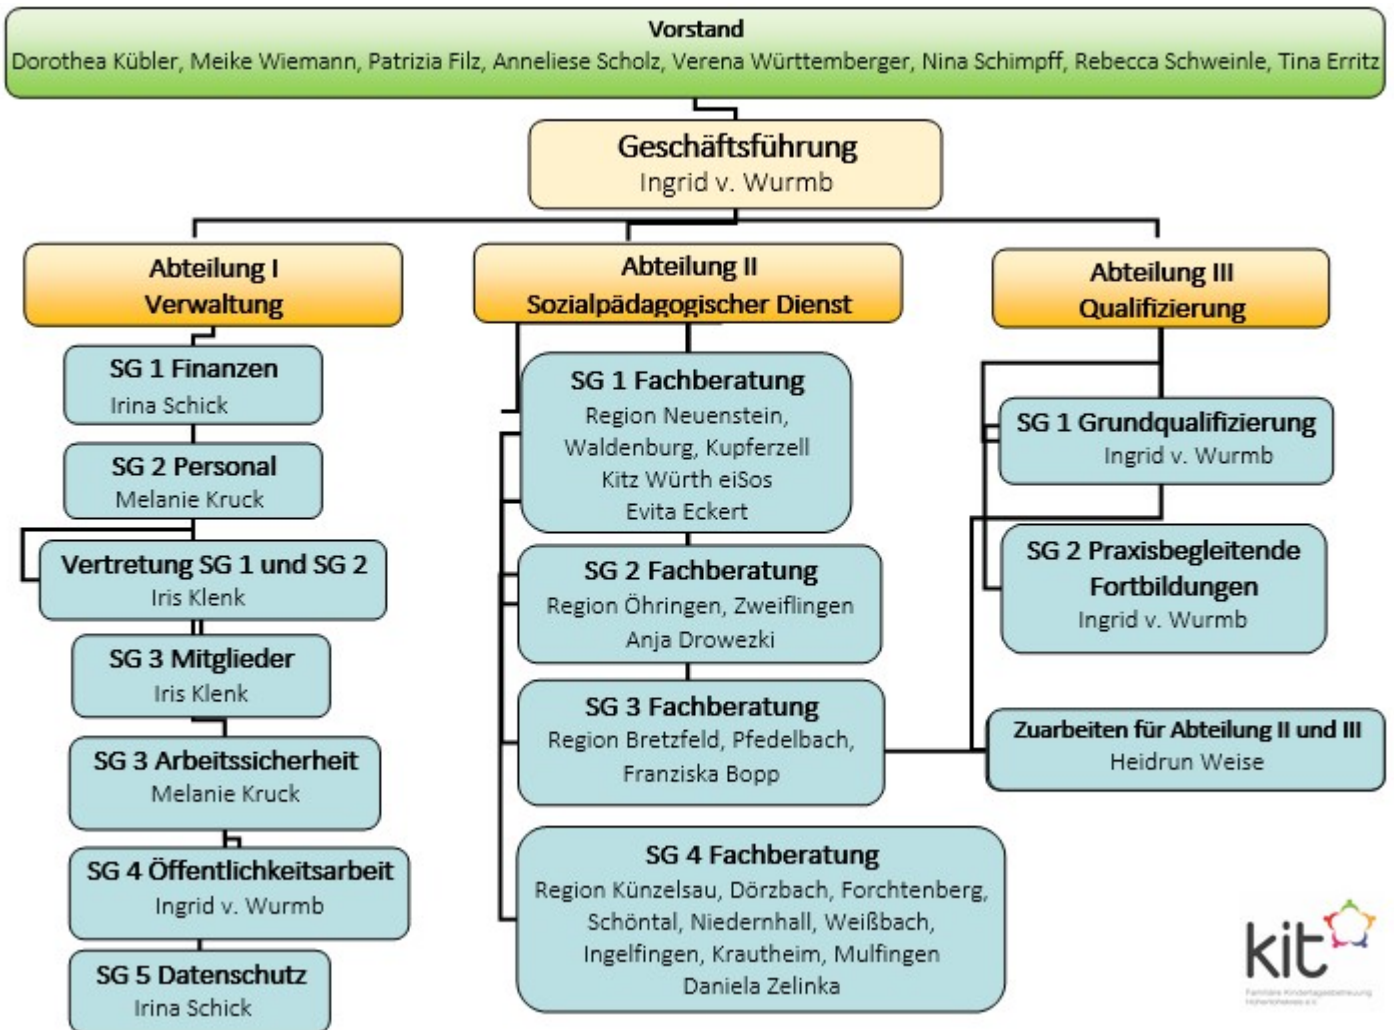 Vorstand
Dorothea Kübler, Meike Wiemann, Patrizia Filz, Anneliese Scholz, Verena Württemberger, Nina Schimpff, Rebecca Schweinle, Tina Erritz
Geschäftsführung
Ingrid v. Wurmb
Abteilung I
Verwaltung
SG 1 Finanzen
Irina Schick
SG 2 Personal
Melanie Kruck
Vertretung SG 1 und SG 2
Iris Klenk
SG 3 Mitglieder
Iris Klenk
SG 3 Arbeitssicherheit
Melanie Kruck
SG 4 Öffentlichkeitsarbeit
Ingrid v. Wurmb
SG 5 Datenschutz
Irina Schick
Abteilung II
Sozialpädagogischer Dienst
SG 1 Fachberatung
Region Neuenstein,
Waldenburg, Kupferzell
Kitz Würth eiSos
Evita Eckert
SG 2 Fachberatung
Region Öhringen, Zweiflingen
Anja Drowezki
SG 3 Fachberatung
Region Bretzfeld, Pfedelbach,
Franziska Bopp
SG 4 Fachberatung
Region Künzelsau, Dörzbach, Forchtenberg,
Schöntal, Niedernhall, Weißbach,
Ingelfingen, Krautheim, Mulfingen
Daniela Zelinka
Abteilung III
Qualifizierung
SG 1 Grundqualifizierung
Ingrid v. Wurmb
SG 2 Praxisbegleitende
Fortbildungen
Ingrid v. Wurmb
Zuarbeiten für Abteilung II und III
Heidrun Weise
kit
Familiäre Kindertagesbetreuung
Hohenlohekreis e.V.